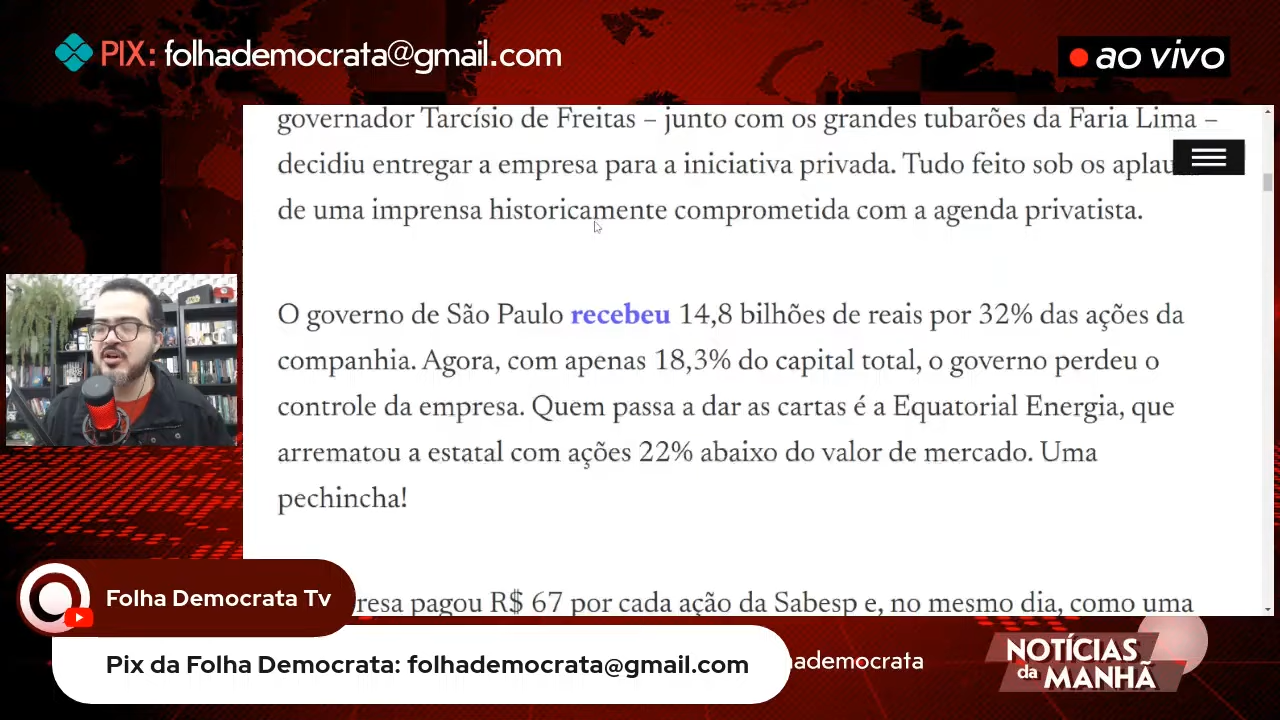 PIX: folhademocrata@gmail.com
ao vivo
governador Tarcísio de Freitas – junto com os grandes tubarões da Faria Lima –
decidiu entregar a empresa para a iniciativa privada. Tudo feito sob os
de uma imprensa historicamente comprometida com a agenda privatista.
O governo de São Paulo recebeu 14,8 bilhões de reais por 32% das ações da
companhia. Agora, com apenas 18,3% do capital total, o governo perdeu o
controle da empresa. Quem passa a dar as cartas é a Equatorial Energia, que
arrematou a estatal com ações 22% abaixo do valor de mercado. Uma
pechincha!
pagou R$ 67 por cada ação da Sabesp e, no mesmo dia, como uma
Folha Democrata Tv
Pix da Folha Democrata: folhademocrata@gmail.com
NOTÍCIAS
da MANHÃ